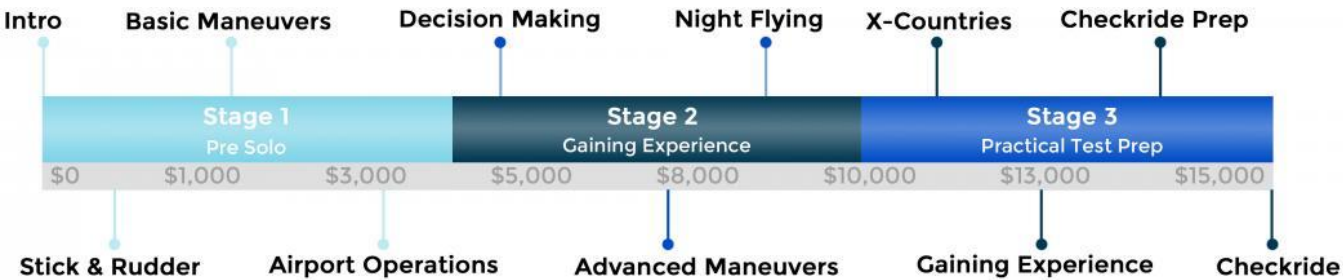 Intro
Basic Maneuvers
Decision Making
Night Flying
X-Countries
Checkride Prep
Stage 1
Pre Solo
Stage 2
Gaining Experience
Stage 3
Practical Test Prep
$0
$1,000
$3,000
$5,000
$8,000
$10,000
$13,000
$15,000
Stick & Rudder
Airport Operations
Advanced Maneuvers
Gaining Experience
Checkride